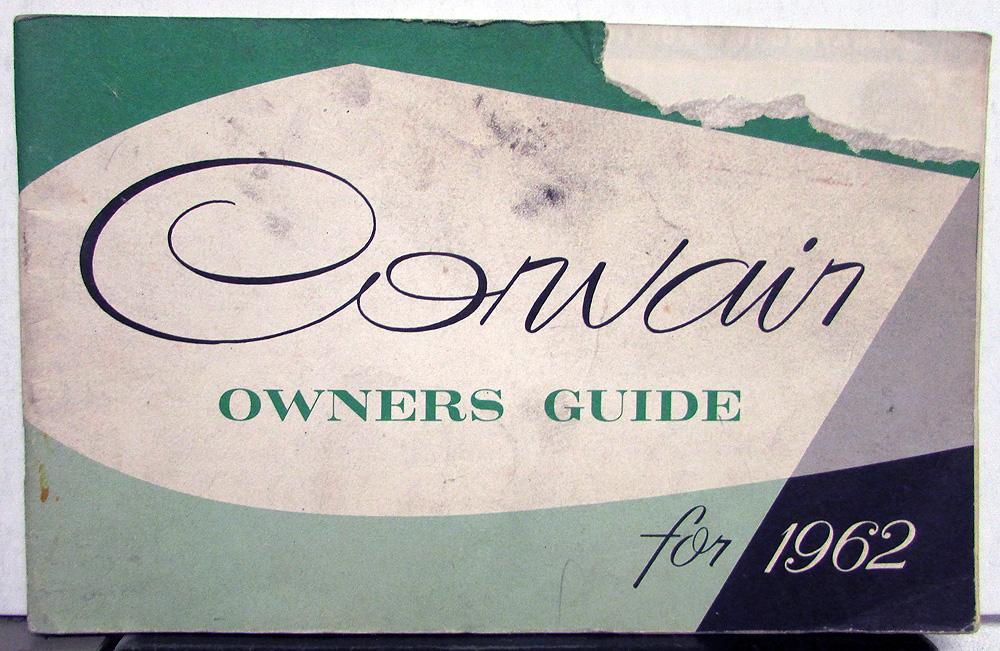 Corvair
OWNERS GUIDE
for 1962